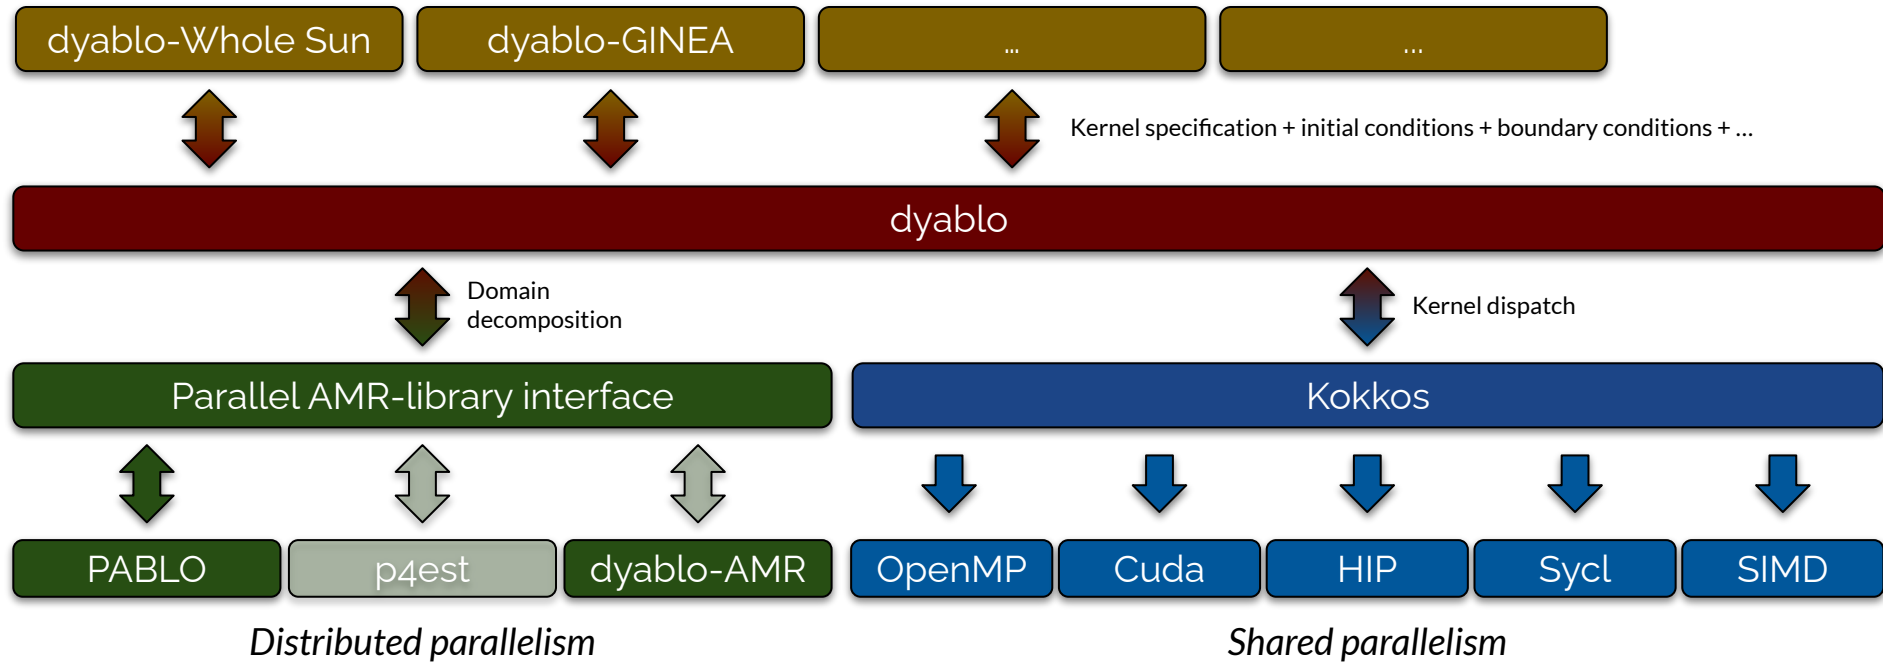 dyablo-Whole Sun
dyablo-GINEA
...
...
Kernel specification + initial conditions + boundary conditions + ...
dyablo
Domain
decomposition
Kernel dispatch
Parallel AMR-library interface
Kokkos
PABLO
p4est
dyablo-AMR
OpenMP
Cuda
HIP
Sycl
SIMD
Distributed parallelism
Shared parallelism